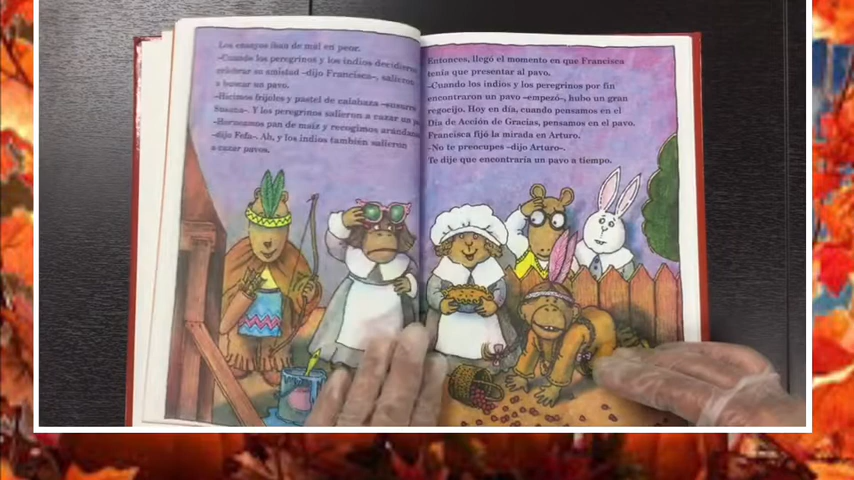 Los ensayos iban de mal en peor.
–Cuando los peregrinos y los indios decidieron
celebrar su amistad –dijo Francisca–, salieron
a buscar un pavo.
–Hicimos frijoles y pastel de calabaza –susurró
Susana–. Y los peregrinos salieron a cazar un
–Horneamos pan de maíz y recogimos arándanos
–dijo Fefa–. Ah, y los indios también salieron
a cazar pavos.
Entonces, llegó el momento en que Francisca
tenía que presentar al pavo.
–Cuando los indios y los peregrinos por fin
encontraron un pavo –empezó–, hubo un gran
regocijo. Hoy en día, cuando pensamos en el
Día de Acción de Gracias, pensamos en el pavo.
Francisca fijó la mirada en Arturo.
–No te preocupes –dijo Arturo–.
Te dije que encontraría un pavo a tiempo.